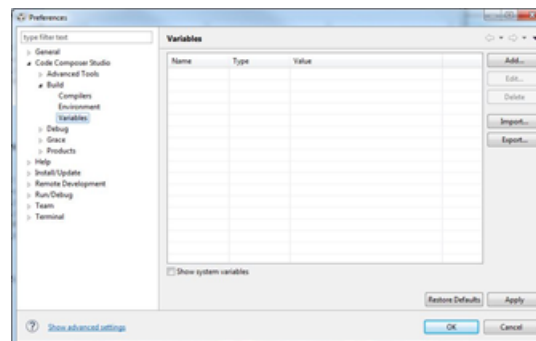 Preferences
type filter text
General
Code Composer Studio
Advanced Tools
Build
Compilers
Environment
Variables
Debug
Grace
Products
Help
Install/Update
Remote Development
Run/Debug
Team
Terminal
Variables
Name Type Value
Add...
Edit...
Delete
Import...
Export...
Show system variables
Restore Defaults Apply
Show advanced settings
OK Cancel